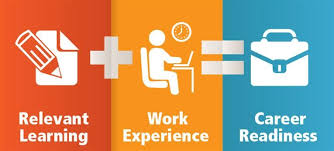 Relevant
Learning
Work
Experience
Career
Readiness